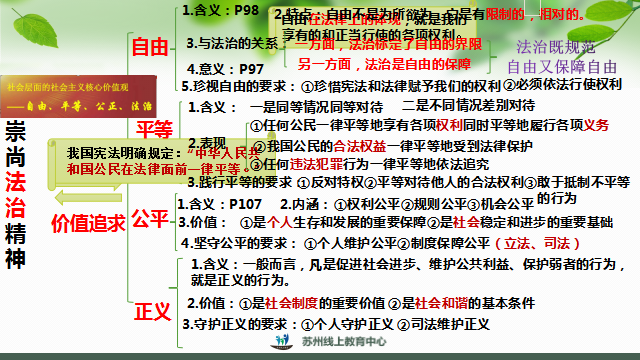 1.含义：P98
2.特点：自由不是为所欲为，它是有限制的，相对的。
自由在法律上的体现，就是我们
享有的和正当行使的各项权利。
自由
3.与法治的关系：一方面，法治标定了自由的界限
另一方面，法治是自由的保障
法治既规范
自由又保障自由
4.意义：P97
5.珍视自由的要求：①珍惜宪法和法律赋予我们的权利②必须依法行使权利
社会层面的社会主义核心价值观
——自由、平等、公正、法治
崇尚法治精神
价值追求
平等
1.含义：一是同等情况同等对待 二是不同情况差别对待
2.表现
①任何公民一律平等地享有各项权利同时平等地履行各项义务
②我国公民的合法权益一律平等地受到法律保护
③任何违法犯罪行为一律平等地依法追究
我国宪法明确规定：“中华人民共
和国公民在法律面前一律平等。”
3.践行平等的要求 ①反对特权②平等对待他人的合法权利③敢于抵制不平等
的行为
公平
1.含义：P107 2.内涵：①权利公平②规则公平③机会公平
3.价值： ①是个人生存和发展的重要保障②是社会稳定和进步的重要基础
4.坚守公平的要求： ①个人维护公平②制度保障公平（立法、司法）
正义
1.含义：一般而言，凡是促进社会进步、维护公共利益、保护弱者的行为，
就是正义的行为。
2.价值：①是社会制度的重要价值 ②是社会和谐的基本条件
3.守护正义的要求：①个人守护正义 ②司法维护正义
苏州线上教育中心